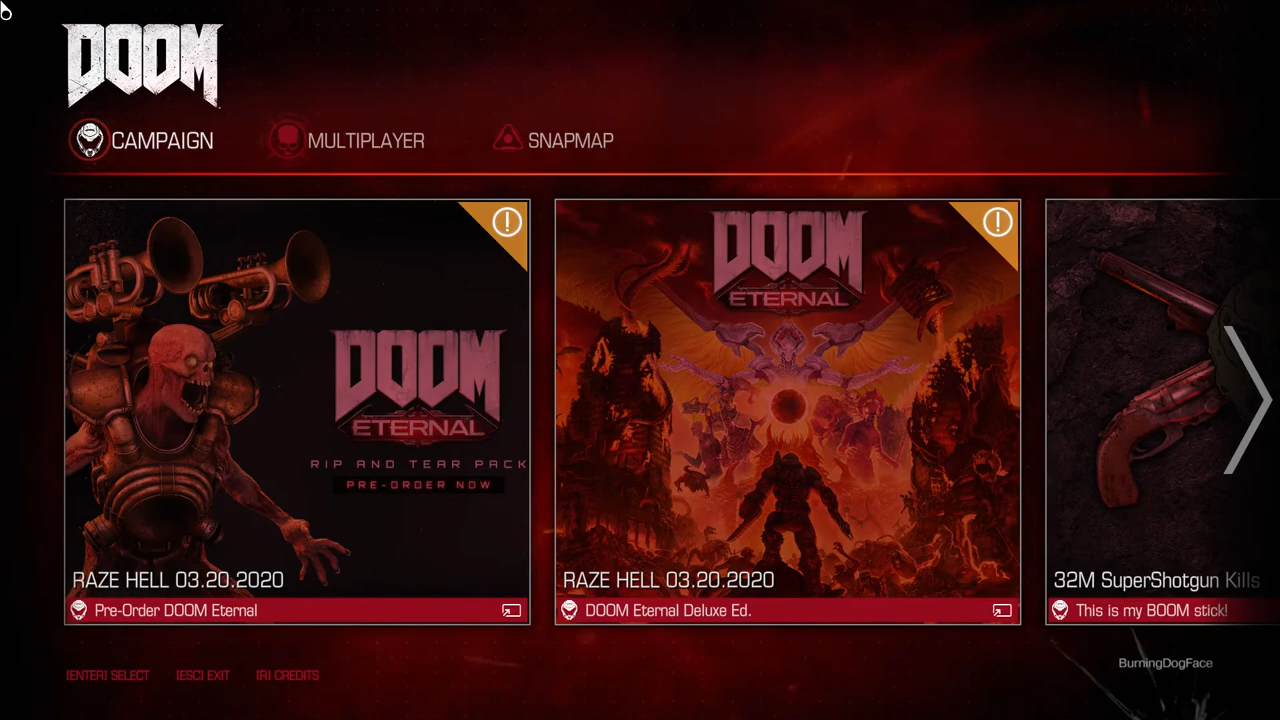 DOOM
CAMPAIGN
MULTIPLAYER
SNAPMAP
DOOM
ETERNAL
RIP AND TEAR PACK
PRE-ORDER NOW
RAZE HELL 03.20.2020
Pre-Order DOOM Eternal
DOOM
ETERNAL
RAZE HELL 03.20.2020
DOOM Eternal Deluxe Ed.
32M SuperShotgun Kills
This is my BOOM stick!
[ENTER] SELECT
[ESC] EXIT
[R] CREDITS
BurningDogFace